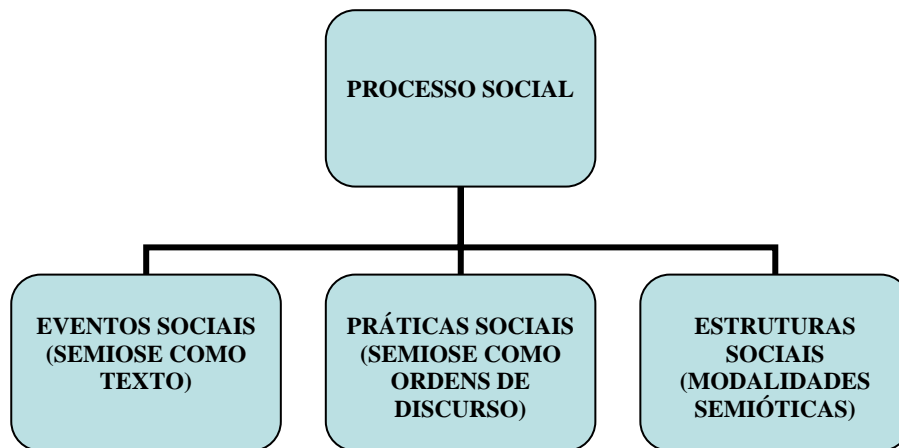 PROCESSO SOCIAL
EVENTOS SOCIAIS
(SEMIOSE COMO
TEXTO)
PRÁTICAS SOCIAIS
(SEMIOSE COMO
ORDENS DE
DISCURSO)
ESTRUTURAS
SOCIAIS
(MODALIDADES
SEMIÓTICAS)